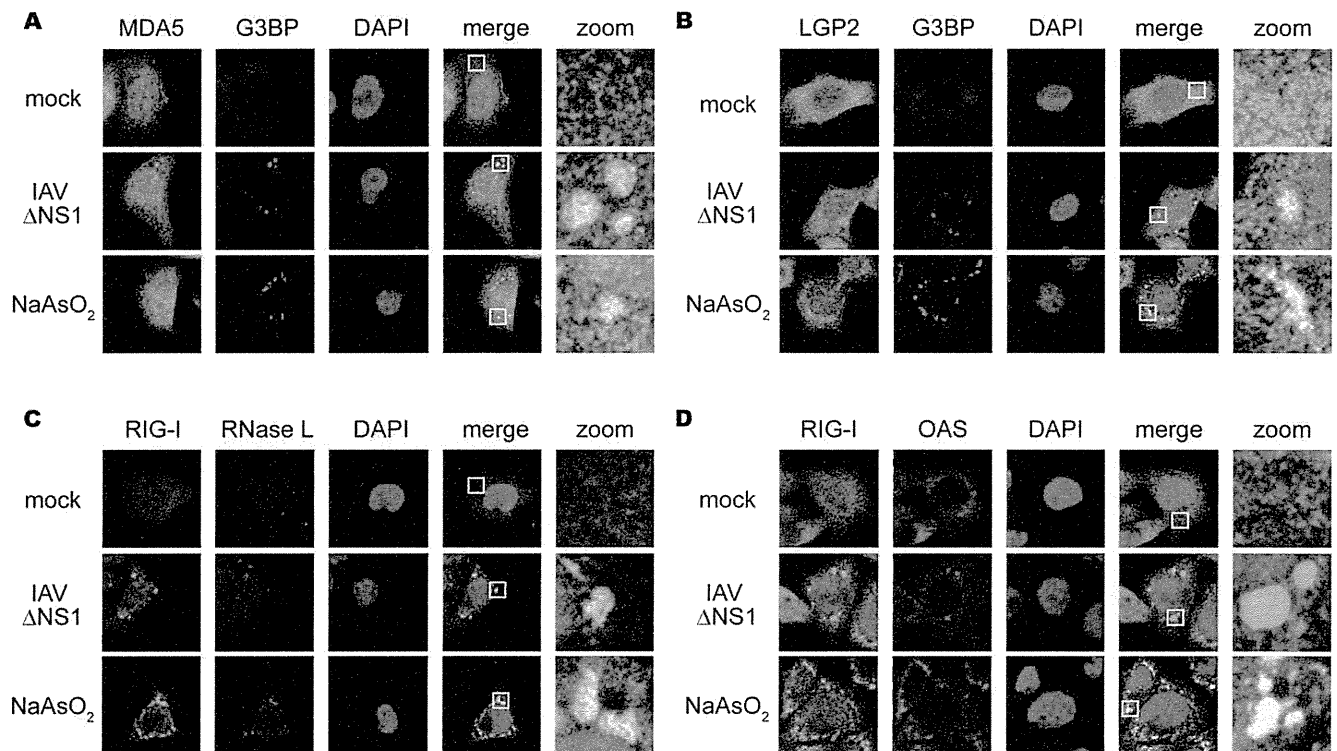 A
MDA5 G3BP DAPI merge zoom
mock
IAV
ΔNS1
NaAsO₂
B
LGP2 G3BP DAPI merge zoom
mock
IAV
ΔNS1
NaAsO₂
C
RIG-I RNase L DAPI merge zoom
mock
IAV
ΔNS1
NaAsO₂
D
RIG-I OAS DAPI merge zoom
mock
IAV
ΔNS1
NaAsO₂